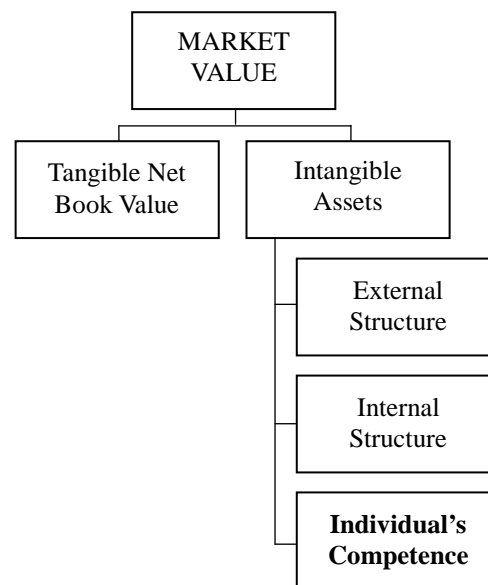 MARKET
VALUE
Tangible Net
Book Value
Intangible
Assets
External
Structure
Internal
Structure
Individual’s
Competence